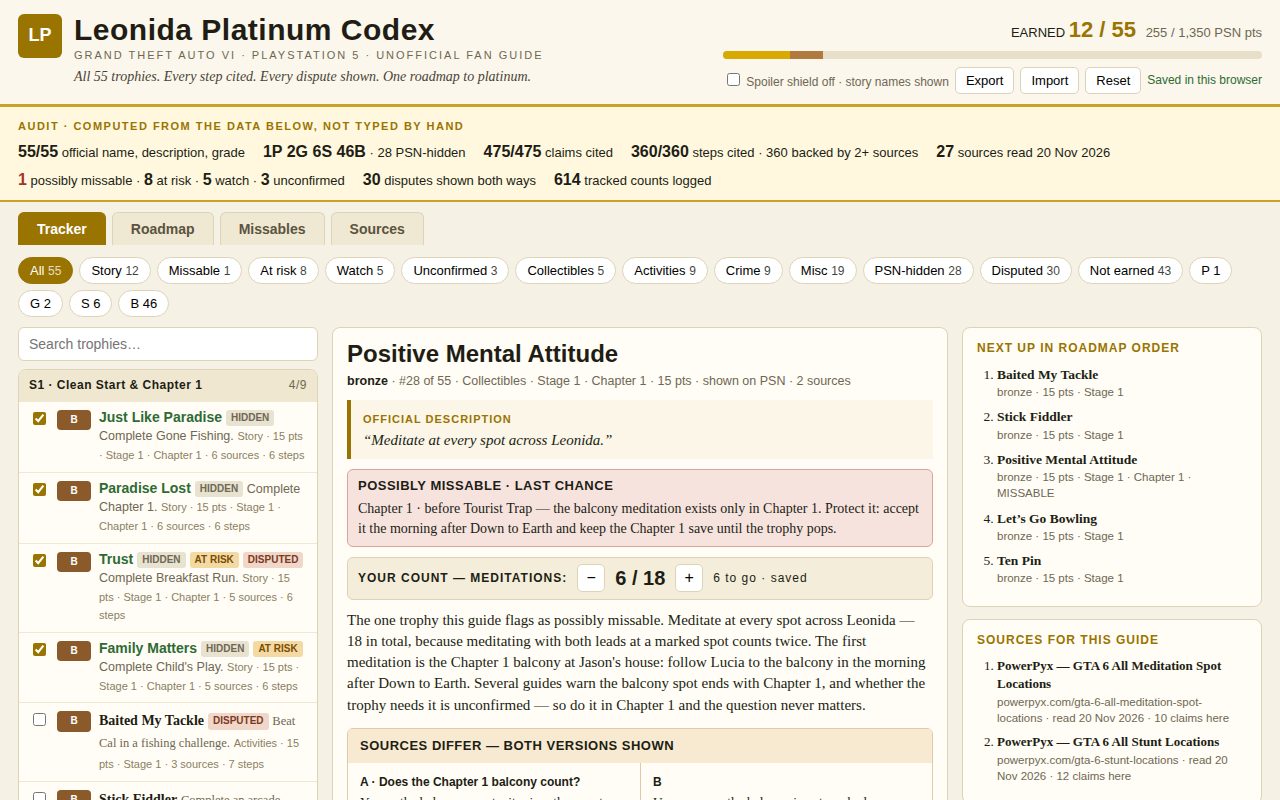 LP
Leonida Platinum Codex
GRAND THEFT AUTO VI · PLAYSTATION 5 · UNOFFICIAL FAN GUIDE
All 55 trophies. Every step cited. Every dispute shown. One roadmap to platinum.
EARNED 12 / 55 255 / 1,350 PSN pts
Spoiler shield off · story names shown Export Import Reset Saved in this browser
AUDIT · COMPUTED FROM THE DATA BELOW, NOT TYPED BY HAND
55/55 official name, description, grade 1P 2G 6S 46B · 28 PSN-hidden 475/475 claims cited 360/360 steps cited · 360 backed by 2+ sources 27 sources read 20 Nov 2026
1 possibly missable · 8 at risk · 5 watch · 3 unconfirmed 30 disputes shown both ways 614 tracked counts logged
Tracker Roadmap Missables Sources
All 55 Story 12 Missable 1 At risk 8 Watch 5 Unconfirmed 3 Collectibles 5 Activities 9 Crime 9 Misc 19 PSN-hidden 28 Disputed 30 Not earned 43 P 1
G 2 S 6 B 46
Search trophies…
S1 · Clean Start & Chapter 1 4/9
B Just Like Paradise HIDDEN
Complete Gone Fishing. Story · 15 pts
· Stage 1 · Chapter 1 · 6 sources · 6 steps
B Paradise Lost HIDDEN Complete
Chapter 1. Story · 15 pts · Stage 1 ·
Chapter 1 · 6 sources · 6 steps
B Trust HIDDEN AT RISK DISPUTED
Complete Breakfast Run. Story · 15
pts · Stage 1 · Chapter 1 · 5 sources · 6
steps
B Family Matters HIDDEN AT RISK
Complete Child's Play. Story · 15 pts ·
Stage 1 · Chapter 1 · 5 sources · 6 steps
B Baited My Tackle DISPUTED Beat
Cal in a fishing challenge. Activities · 15
pts · Stage 1 · 3 sources · 7 steps
B Stick Fiddler Complete an arcade
Positive Mental Attitude
bronze · #28 of 55 · Collectibles · Stage 1 · Chapter 1 · 15 pts · shown on PSN · 2 sources
OFFICIAL DESCRIPTION
“Meditate at every spot across Leonida.”
POSSIBLY MISSABLE · LAST CHANCE
Chapter 1 · before Tourist Trap — the balcony meditation exists only in Chapter 1. Protect it: accept
it the morning after Down to Earth and keep the Chapter 1 save until the trophy pops.
YOUR COUNT — MEDITATIONS: − 6 / 18 + 6 to go · saved
The one trophy this guide flags as possibly missable. Meditate at every spot across Leonida —
18 in total, because meditating with both leads at a marked spot counts twice. The first
meditation is the Chapter 1 balcony at Jason's house: follow Lucia to the balcony in the morning
after Down to Earth. Several guides warn the balcony spot ends with Chapter 1, and whether the
trophy needs it is unconfirmed — so do it in Chapter 1 and the question never matters.
SOURCES DIFFER — BOTH VERSIONS SHOWN
A · Does the Chapter 1 balcony count?
B
NEXT UP IN ROADMAP ORDER
1. Baited My Tackle
bronze · 15 pts · Stage 1
2. Stick Fiddler
bronze · 15 pts · Stage 1
3. Positive Mental Attitude
bronze · 15 pts · Stage 1 · Chapter 1 ·
MISSABLE
4. Let’s Go Bowling
bronze · 15 pts · Stage 1
5. Ten Pin
bronze · 15 pts · Stage 1
SOURCES FOR THIS GUIDE
1. PowerPyx — GTA 6 All Meditation Spot
Locations
powerpyx.com/gta-6-all-meditation-spot-
locations · read 20 Nov 2026 · 10 claims here
2. PowerPyx — GTA 6 All Stunt Locations
powerpyx.com/gta-6-stunt-locations · read 20
Nov 2026 · 12 claims here